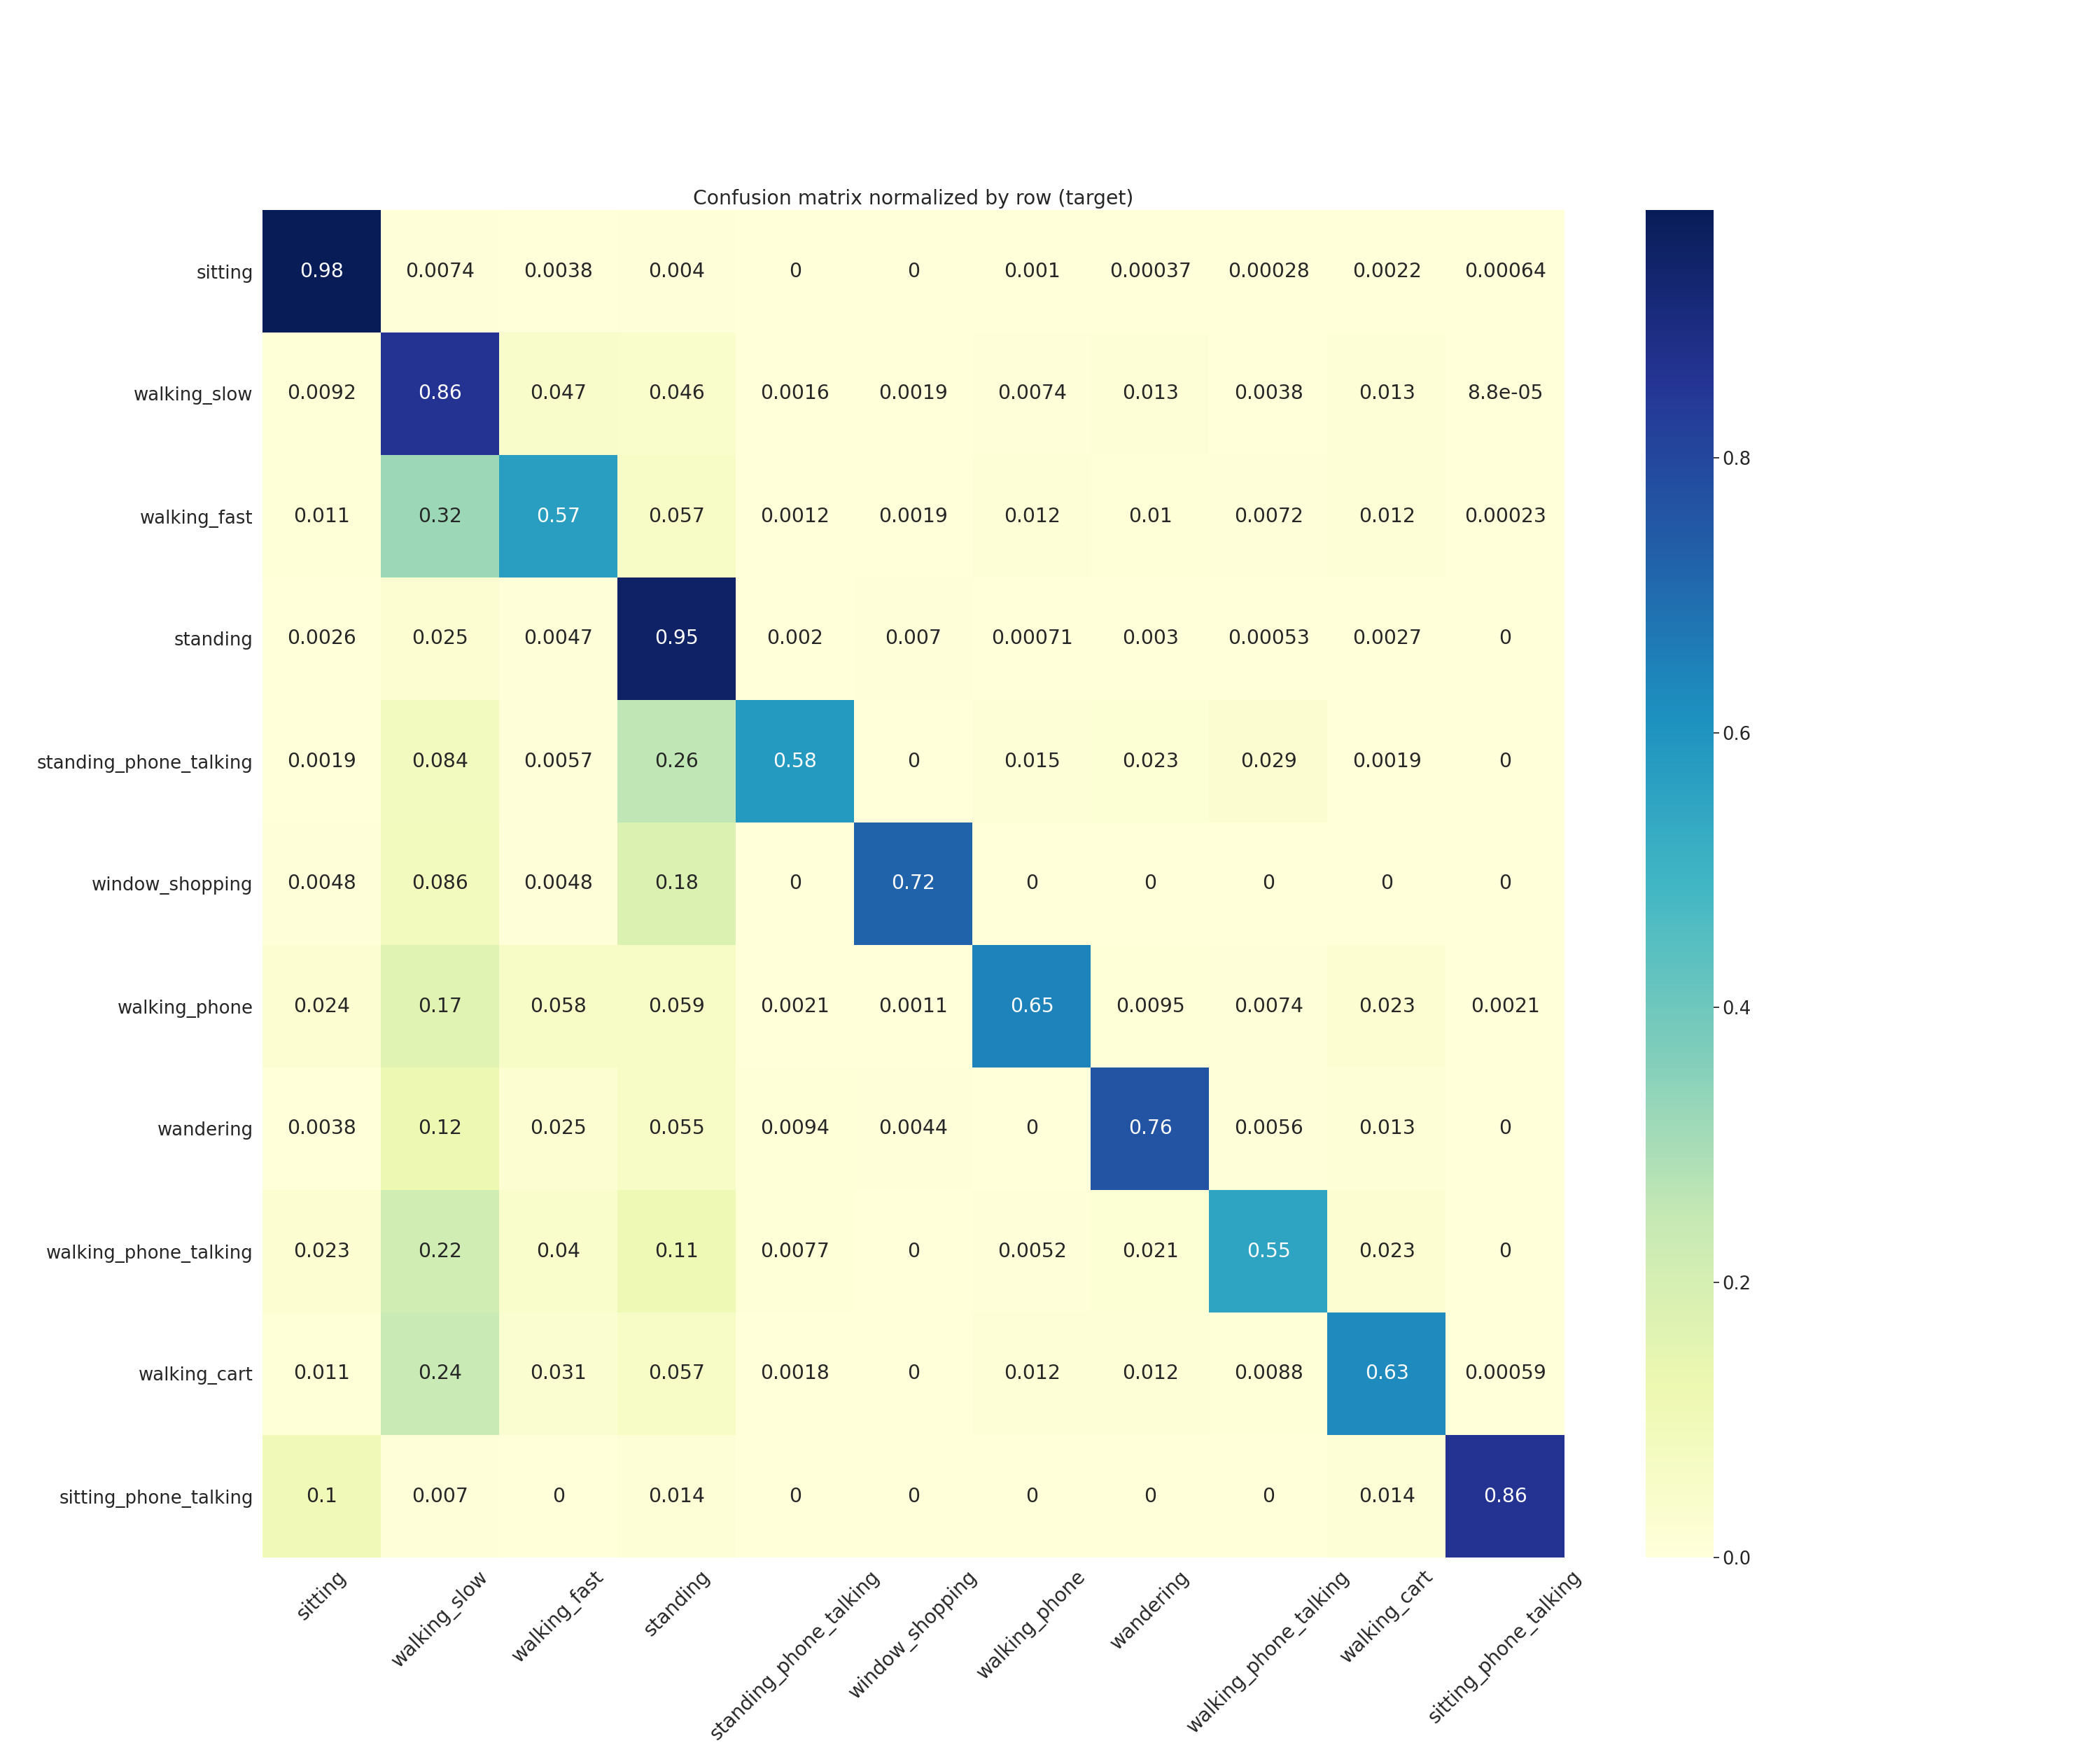 Confusion matrix normalized by row (target)
sitting 0.98 0.0074 0.0038 0.004 0 0 0.001 0.00037 0.00028 0.0022 0.00064
walking_slow 0.0092 0.86 0.047 0.046 0.0016 0.0019 0.0074 0.013 0.0038 0.013 8.8e-05
0.8
walking_fast 0.011 0.32 0.57 0.057 0.0012 0.0019 0.012 0.01 0.0072 0.012 0.00023
standing 0.0026 0.025 0.0047 0.95 0.002 0.007 0.00071 0.003 0.00053 0.0027 0
0.6
standing_phone_talking 0.0019 0.084 0.0057 0.26 0.58 0 0.015 0.023 0.029 0.0019 0
window_shopping 0.0048 0.086 0.0048 0.18 0 0.72 0 0 0 0 0
walking_phone 0.024 0.17 0.058 0.059 0.0021 0.0011 0.65 0.0095 0.0074 0.023 0.0021
0.4
wandering 0.0038 0.12 0.025 0.055 0.0094 0.0044 0 0.76 0.0056 0.013 0
walking_phone_talking 0.023 0.22 0.04 0.11 0.0077 0 0.0052 0.021 0.55 0.023 0
0.2
walking_cart 0.011 0.24 0.031 0.057 0.0018 0 0.012 0.012 0.0088 0.63 0.00059
sitting_phone_talking 0.1 0.007 0 0.014 0 0 0 0 0 0.014 0.86
0.0
sitting walking_slow walking_fast standing standing_phone_talking window_shopping walking_phone wandering walking_phone_talking walking_cart sitting_phone_talking